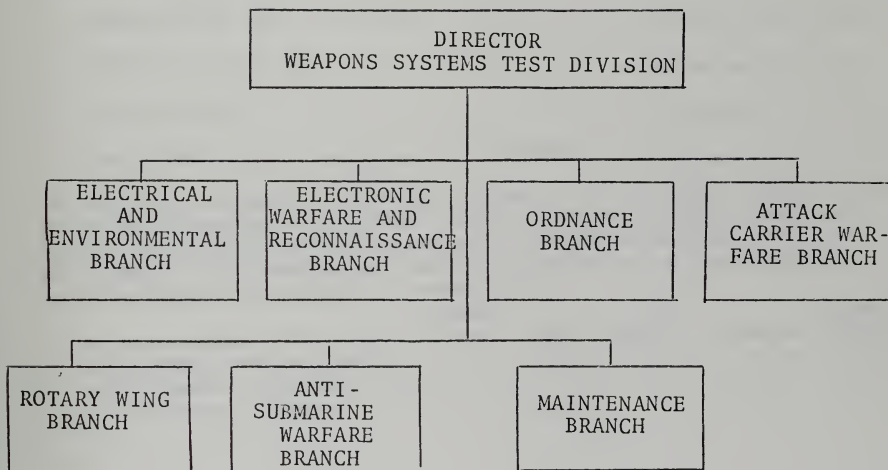 DIRECTOR
WEAPONS SYSTEMS TEST DIVISION
ELECTRICAL
AND
ENVIRONMENTAL
BRANCH
ELECTRONIC
WARFARE AND
RECONNAISSANCE
BRANCH
ORDNANCE
BRANCH
ATTACK
CARRIER WAR-
FARE BRANCH
ROTARY WING
BRANCH
ANTI-
SUBMARINE
WARFARE
BRANCH
MAINTENANCE
BRANCH